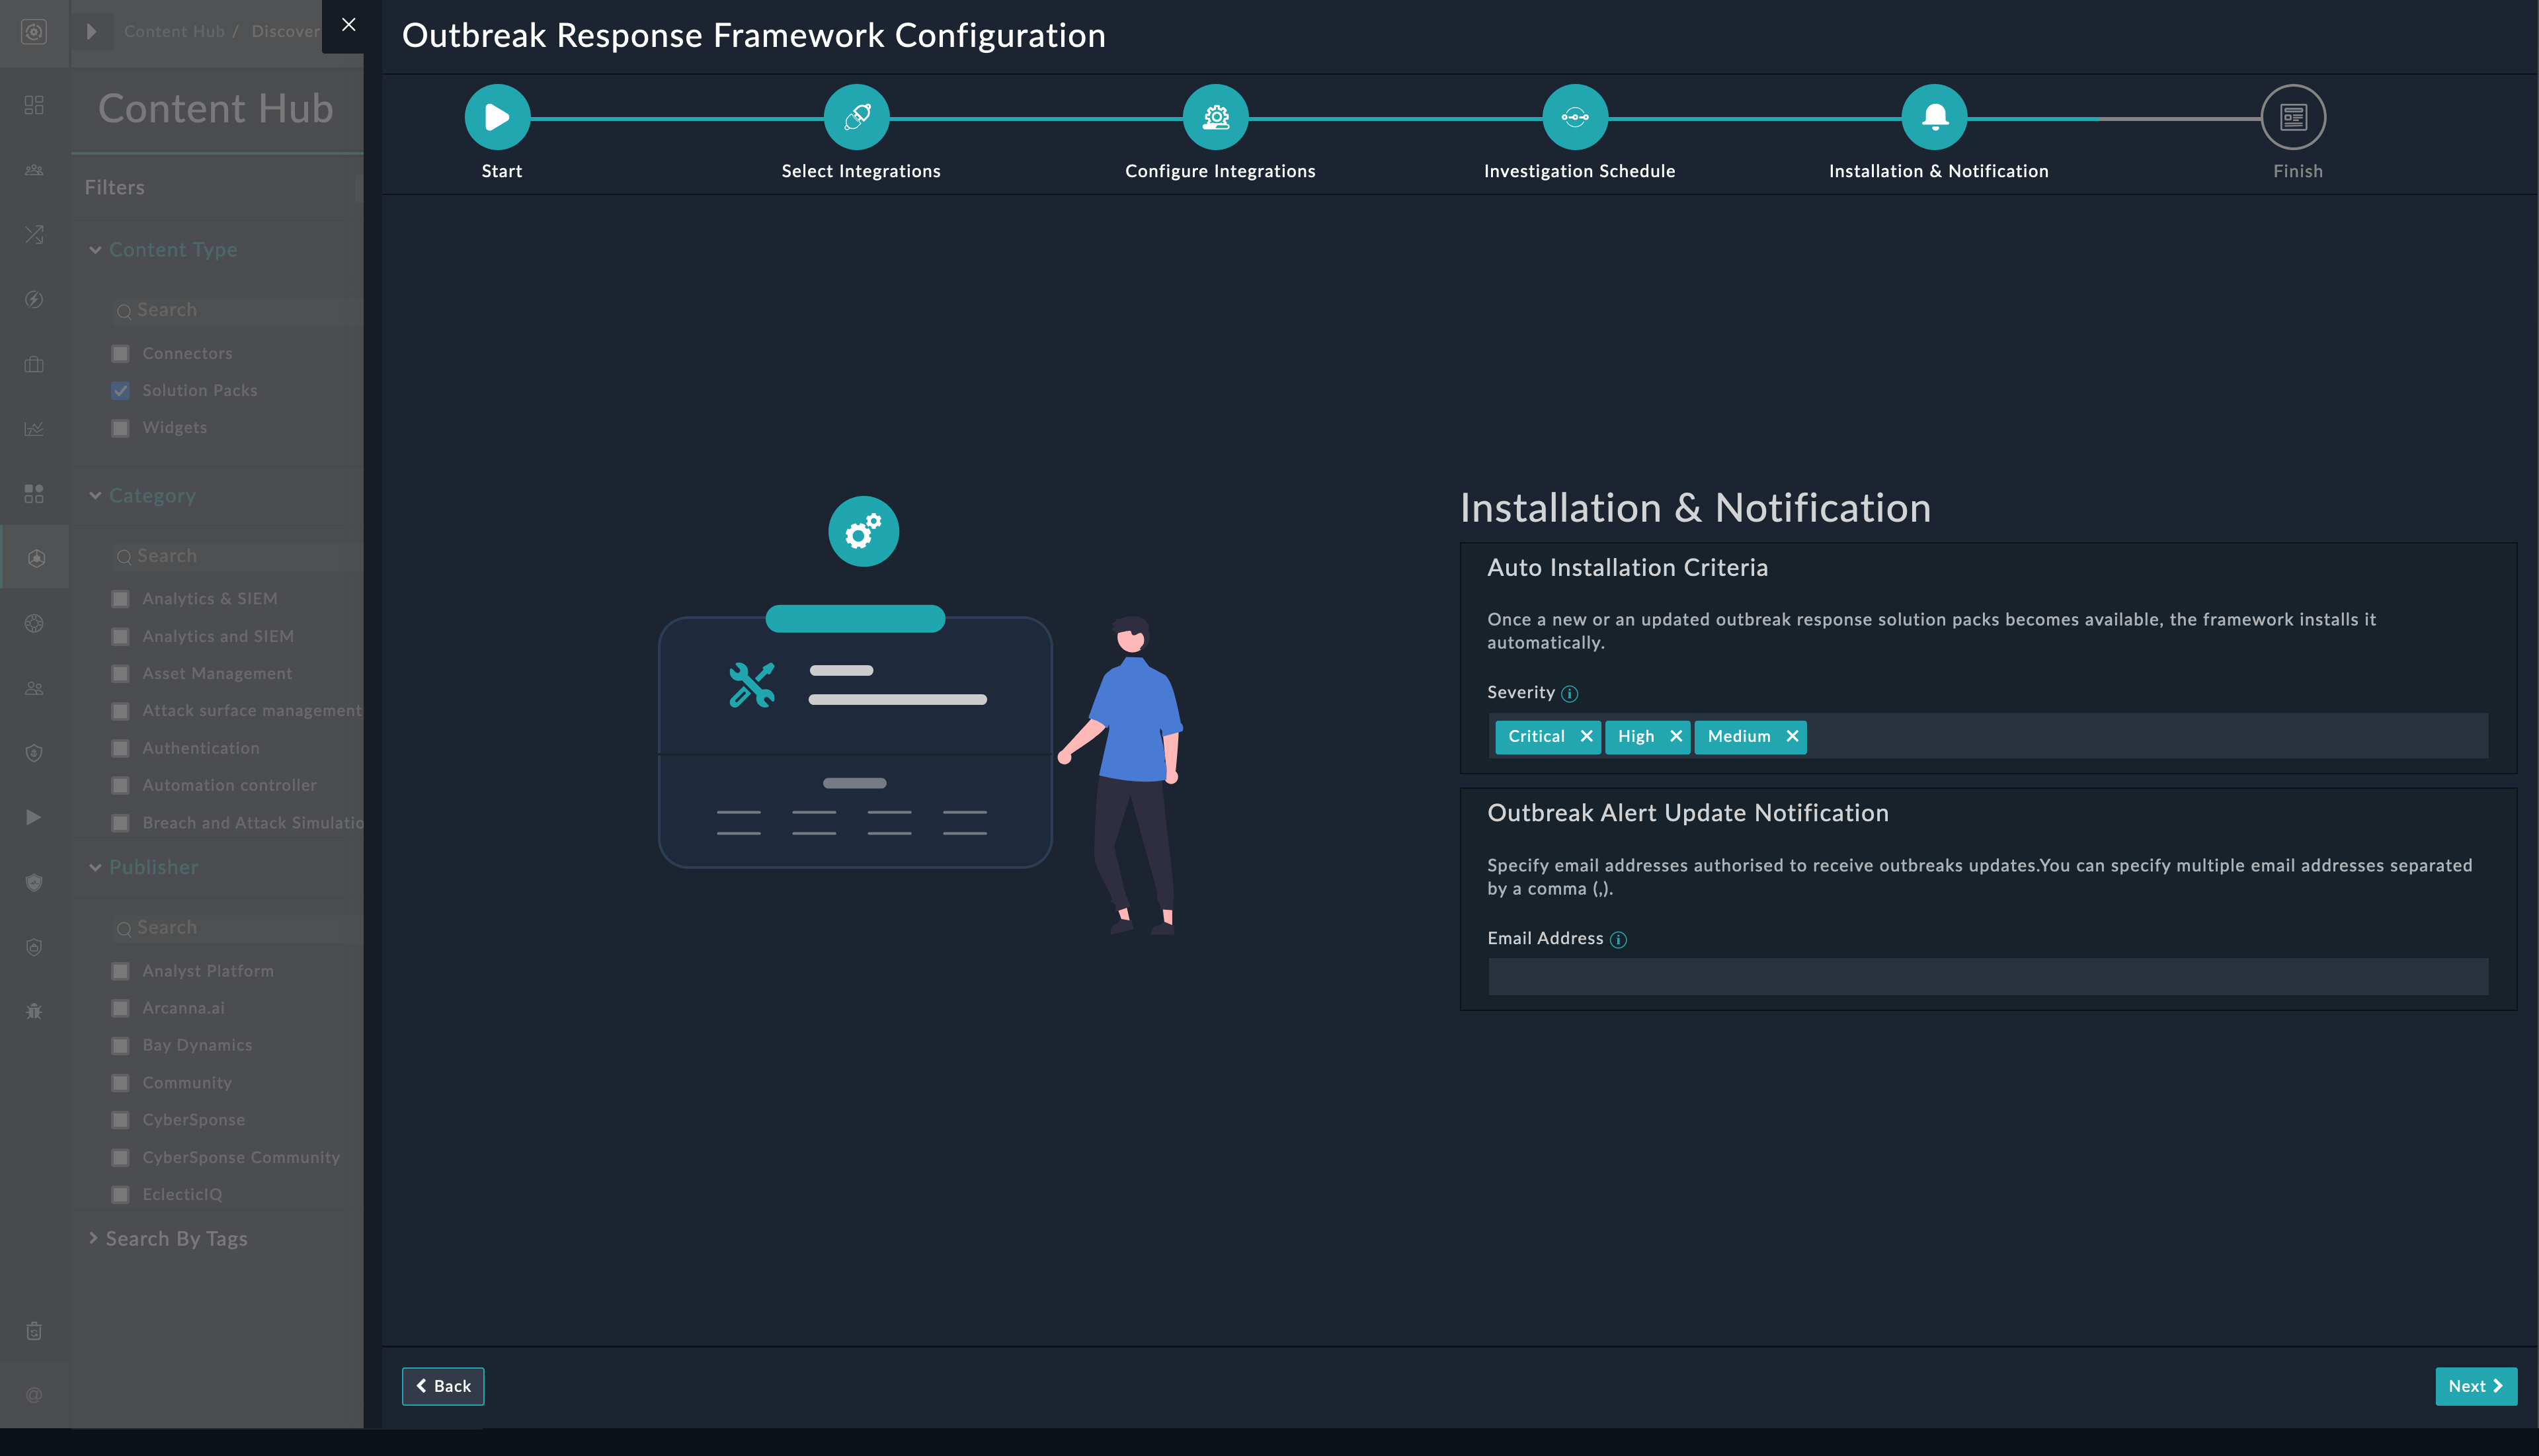 Content Hub / Discover
Outbreak Response Framework Configuration
Content Hub
Start
Select Integrations
Configure Integrations
Investigation Schedule
Installation & Notification
Finish
Filters
Content Type
Search
Connectors
Solution Packs
Widgets
Category
Search
Analytics & SIEM
Analytics and SIEM
Asset Management
Attack surface management
Authentication
Automation controller
Breach and Attack Simulatio
Publisher
Search
Analyst Platform
Arcanna.ai
Bay Dynamics
Community
CyberSponse
CyberSponse Community
EclecticIQ
Search By Tags
Installation & Notification
Auto Installation Criteria
Once a new or an updated outbreak response solution packs becomes available, the framework installs it
automatically.
Severity
Critical High Medium
Outbreak Alert Update Notification
Specify email addresses authorised to receive outbreaks updates.You can specify multiple email addresses separated
by a comma (,).
Email Address
Back
Next